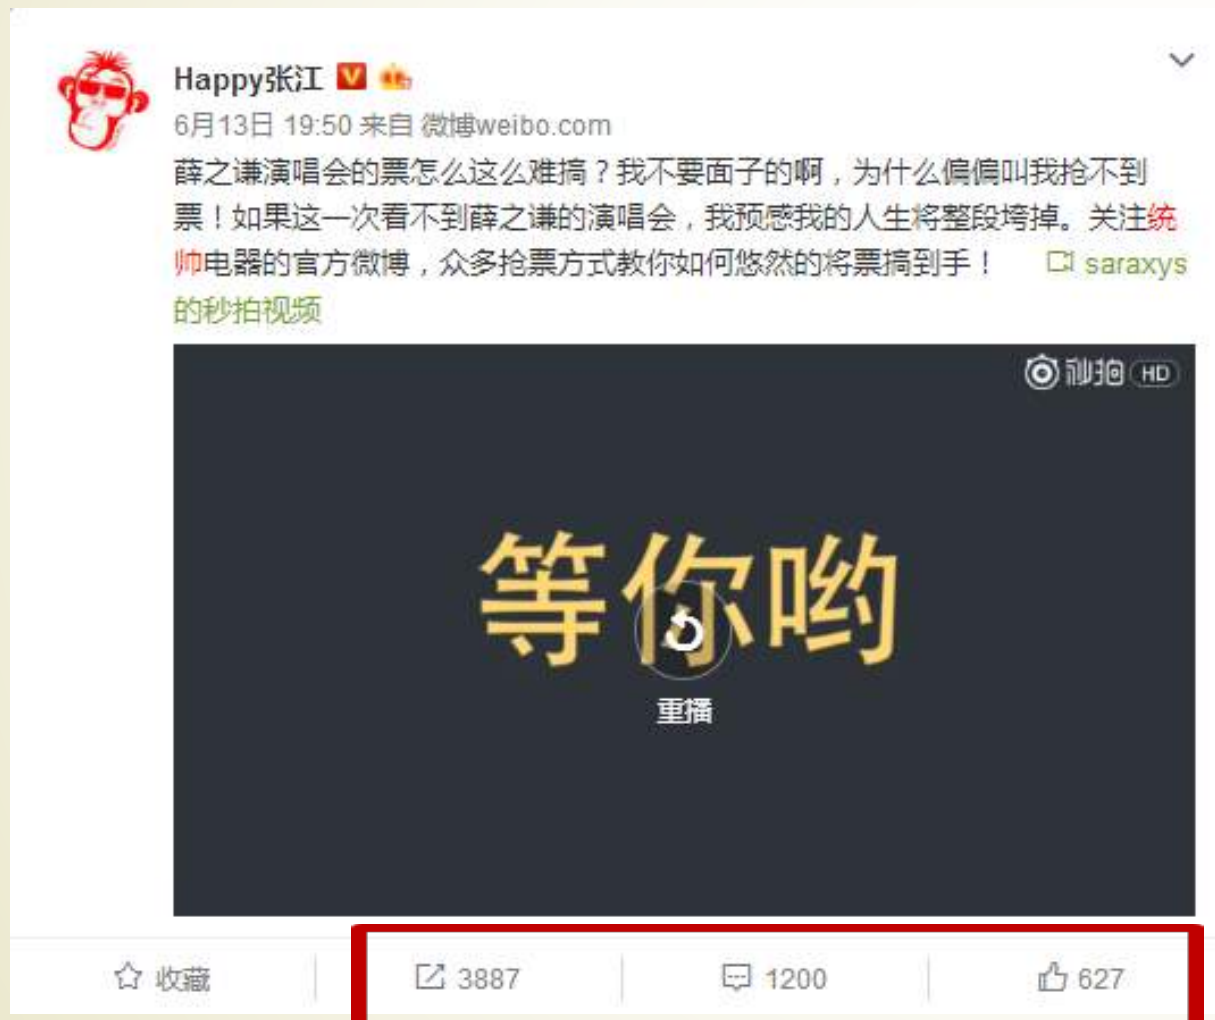 Happy张江
6月13日 19:50 来自 微博weibo.com
薛之谦演唱会的票怎么这么难搞？我不要面子的啊，为什么偏偏叫我抢不到
票！如果这一次看不到薛之谦的演唱会，我预感我的人生将整段垮掉。关注统
帅电器的官方微博，众多抢票方式教你如何悠然的将票搞到手！ saraxys
的秒拍视频
秒拍 HD
等你哟
重播
收藏 3887 1200 627